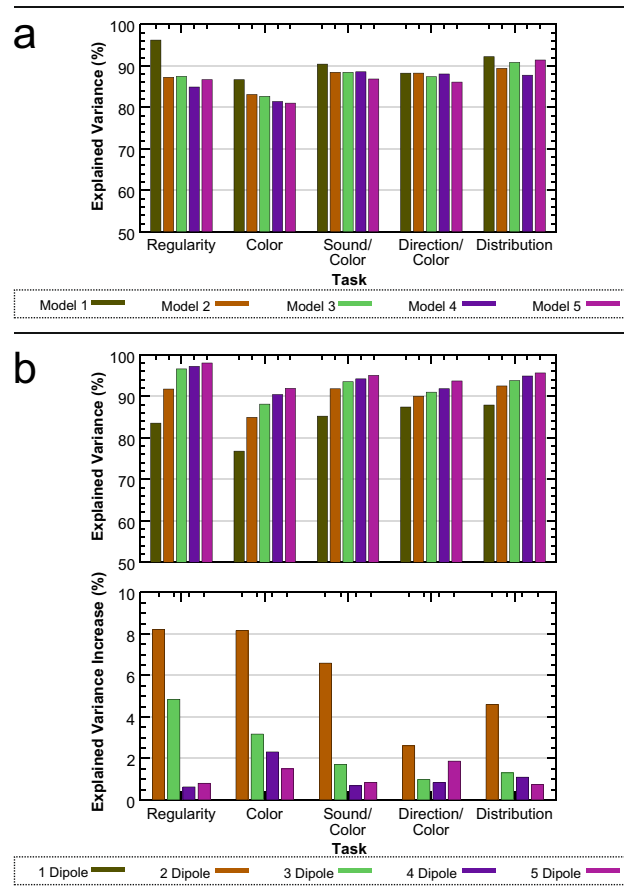 a
Explained Variance (%)
100
90
80
70
60
50
Regularity Color Sound/ Direction/ Distribution
Color Color
Task
Model 1 Model 2 Model 3 Model 4 Model 5
b
Explained Variance (%)
100
90
80
70
60
50
Explained Variance Increase (%)
10
8
6
4
2
0
Regularity Color Sound/ Direction/ Distribution
Color Color
Task
1 Dipole 2 Dipole 3 Dipole 4 Dipole 5 Dipole